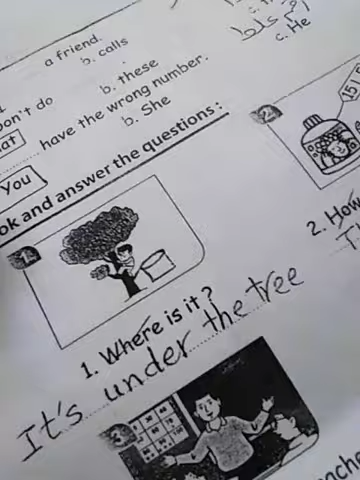 a friend.
b. calls
on't do
b. these
have the wrong number.
You
b. She
c. He
ok and answer the questions:
1
2
15
1. Where is it?
2. How
It's under the tree
3